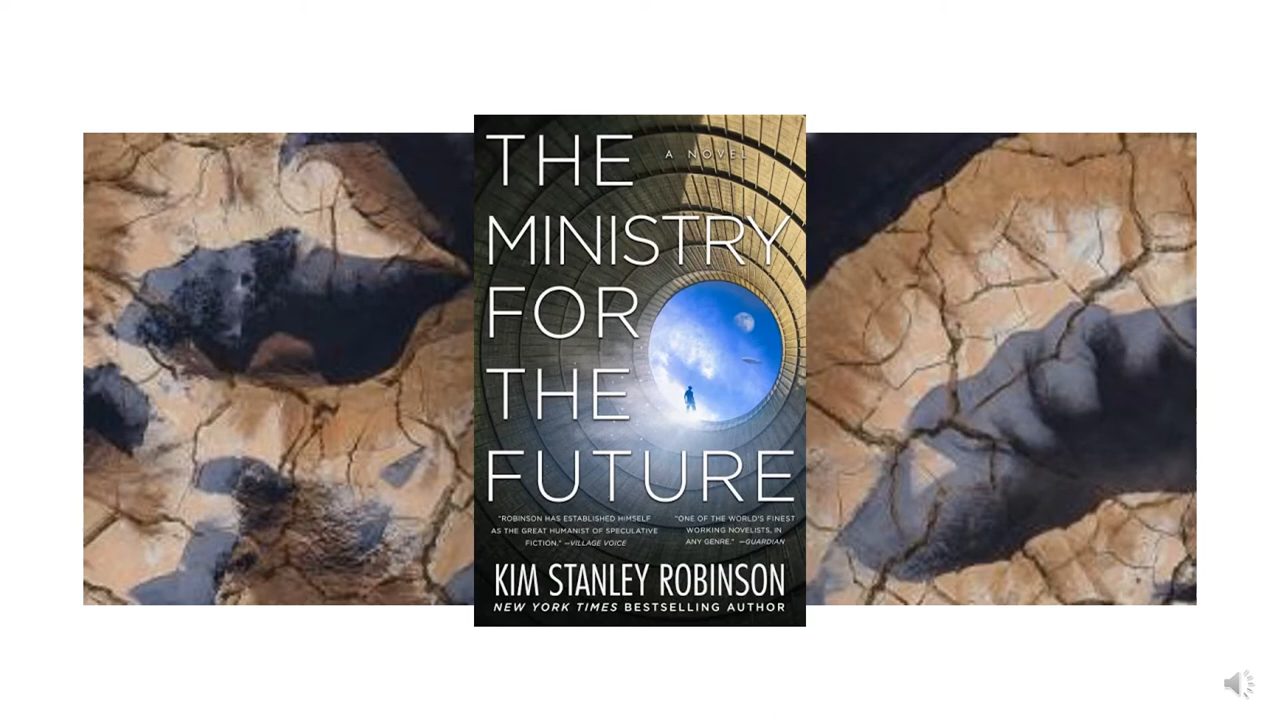 THE
A NOVEL
MINISTRY
FOR
THE
FUTURE
"ROBINSON HAS ESTABLISHED HIMSELF
AS THE GREAT HUMANIST OF SPECULATIVE
FICTION." —VILLAGE VOICE
"ONE OF THE WORLD'S FINEST
WORKING NOVELISTS, IN
ANY GENRE." —GUARDIAN
KIM STANLEY ROBINSON
NEW YORK TIMES BESTSELLING AUTHOR